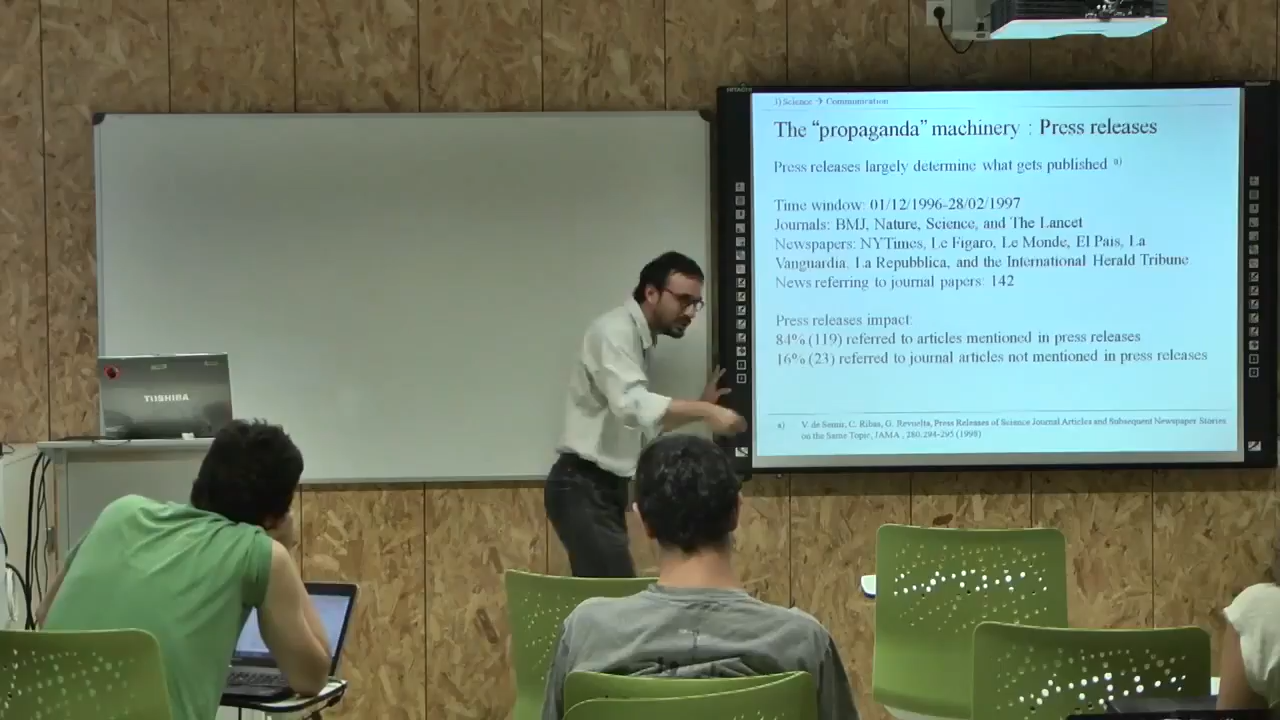 HITACHI
3) Science → Communication
The “propaganda” machinery : Press releases
Press releases largely determine what gets published a)
Time window: 01/12/1996-28/02/1997
Journals: BMJ, Nature, Science, and The Lancet
Newspapers: NYTimes, Le Figaro, Le Monde, El Pais, La
Vanguardia, La Repubblica, and the International Herald Tribune
News referring to journal papers: 142
Press releases impact:
84% (119) referred to articles mentioned in press releases
16% (23) referred to journal articles not mentioned in press releases
a) V. de Semir, C. Ribas, G. Revuelta, Press Releases of Science Journal Articles and Subsequent Newspaper Stories
on the Same Topic, JAMA , 280,294-295 (1998)
TOSHIBA